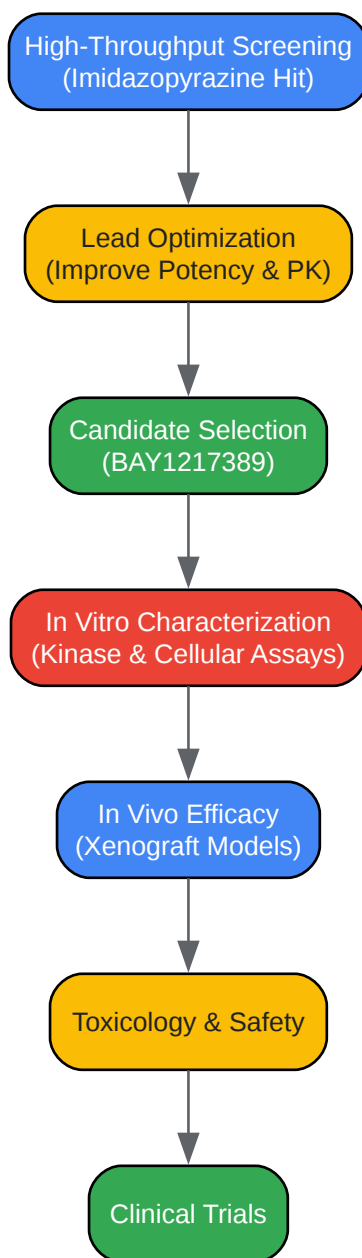 High-Throughput Screening
(Imidazopyrazine Hit)
Lead Optimization
(Improve Potency & PK)
Candidate Selection
(BAY1217389)
In Vitro Characterization
(Kinase & Cellular Assays)
In Vivo Efficacy
(Xenograft Models)
Toxicology & Safety
Clinical Trials